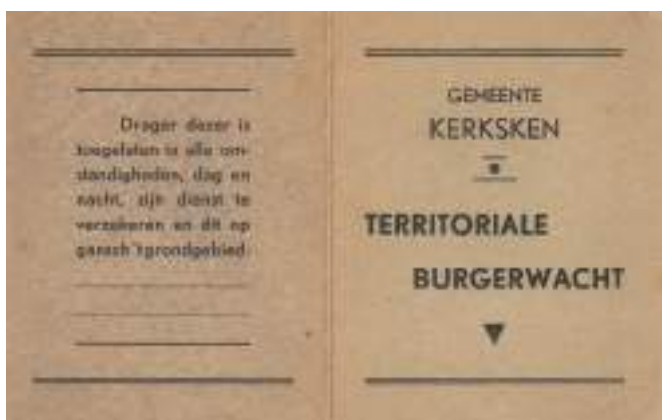 Drager dezer is
toegelaten in alle om-
standigheden, dag en
nacht, zijn dienst te
verzekeren en dit op
gansch 'tgrondgebied.
GEMEENTE
KERKSKEN
TERRITORIALE
BURGERWACHT